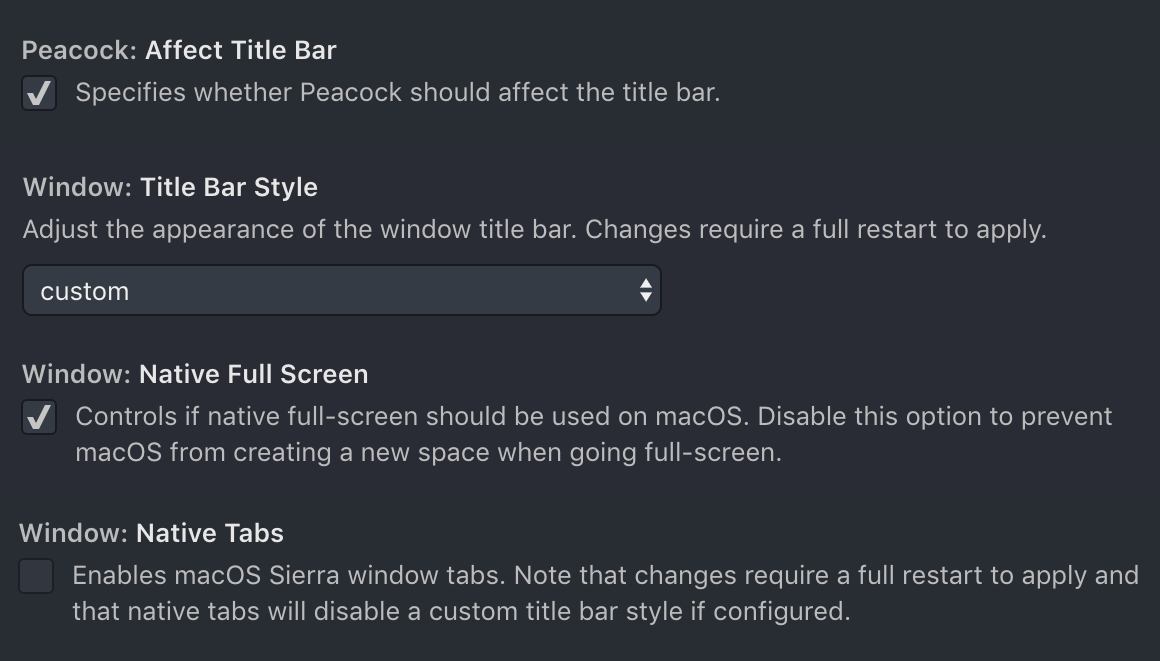 Peacock: Affect Title Bar
Specifies whether Peacock should affect the title bar.
Window: Title Bar Style
Adjust the appearance of the window title bar. Changes require a full restart to apply.
custom
Window: Native Full Screen
Controls if native full-screen should be used on macOS. Disable this option to prevent
macOS from creating a new space when going full-screen.
Window: Native Tabs
Enables macOS Sierra window tabs. Note that changes require a full restart to apply and
that native tabs will disable a custom title bar style if configured.